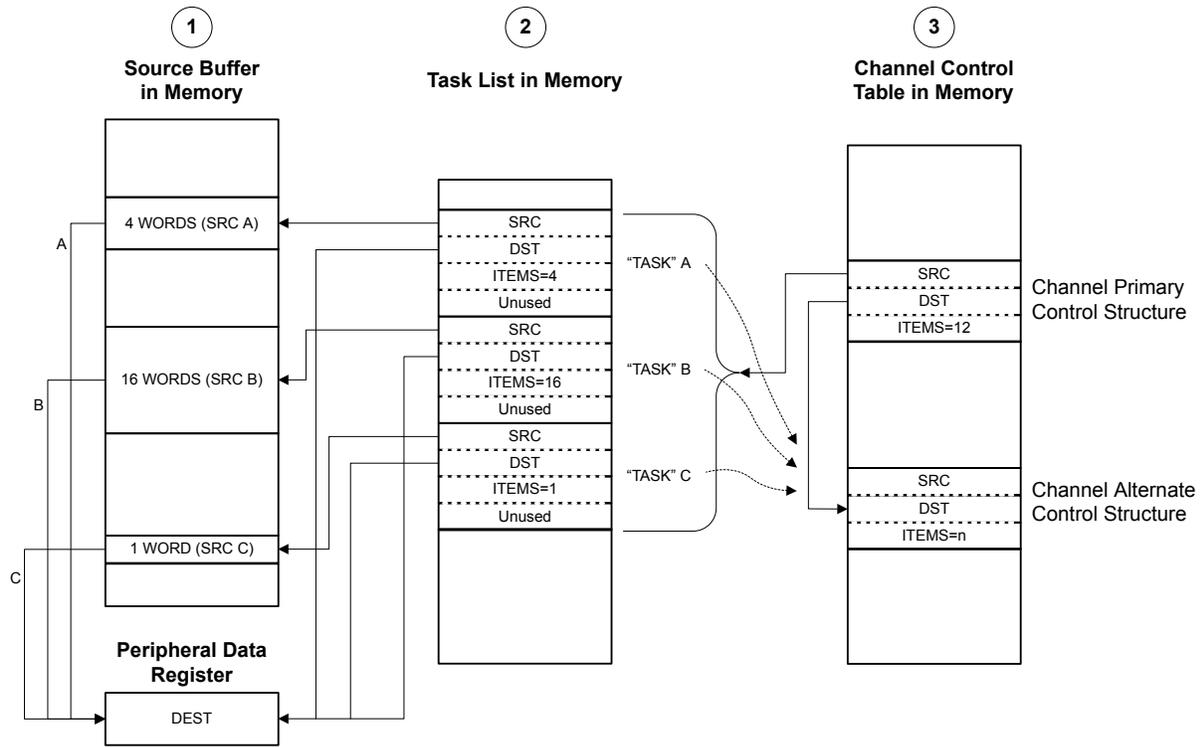 1
Source Buffer
in Memory
4 WORDS (SRC A)
16 WORDS (SRC B)
1 WORD (SRC C)
A
B
C
Peripheral Data
Register
DEST
2
Task List in Memory
SRC
DST
ITEMS=4
Unused
SRC
DST
ITEMS=16
Unused
SRC
DST
ITEMS=1
Unused
“TASK” A
“TASK” B
“TASK” C
3
Channel Control
Table in Memory
SRC
DST
ITEMS=12
Channel Primary
Control Structure
SRC
DST
ITEMS=n
Channel Alternate
Control Structure